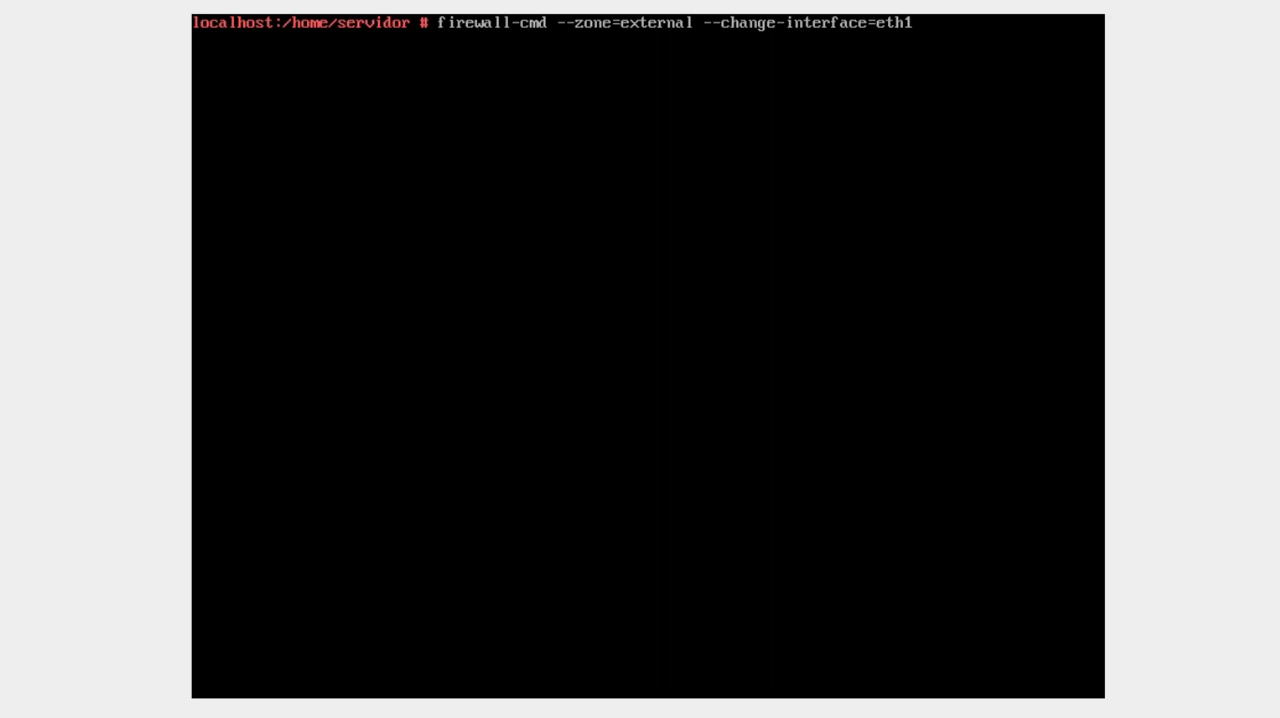 localhost:/home/servidor # firewall-cmd --zone=external --change-interface=eth1